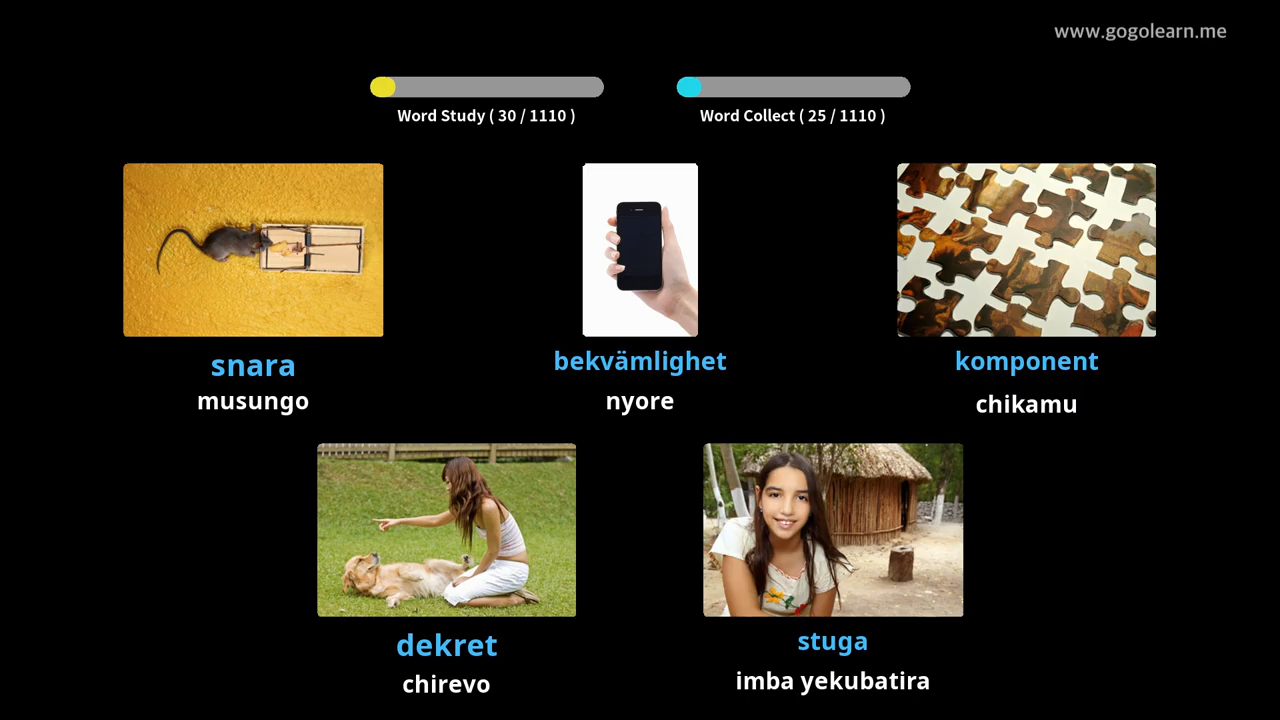 www.gogolearn.me
Word Study ( 30 / 1110 )
Word Collect ( 25 / 1110 )
snara
musungo
bekvämlighet
nyore
komponent
chikamu
dekret
chirevo
stuga
imba yekubatira